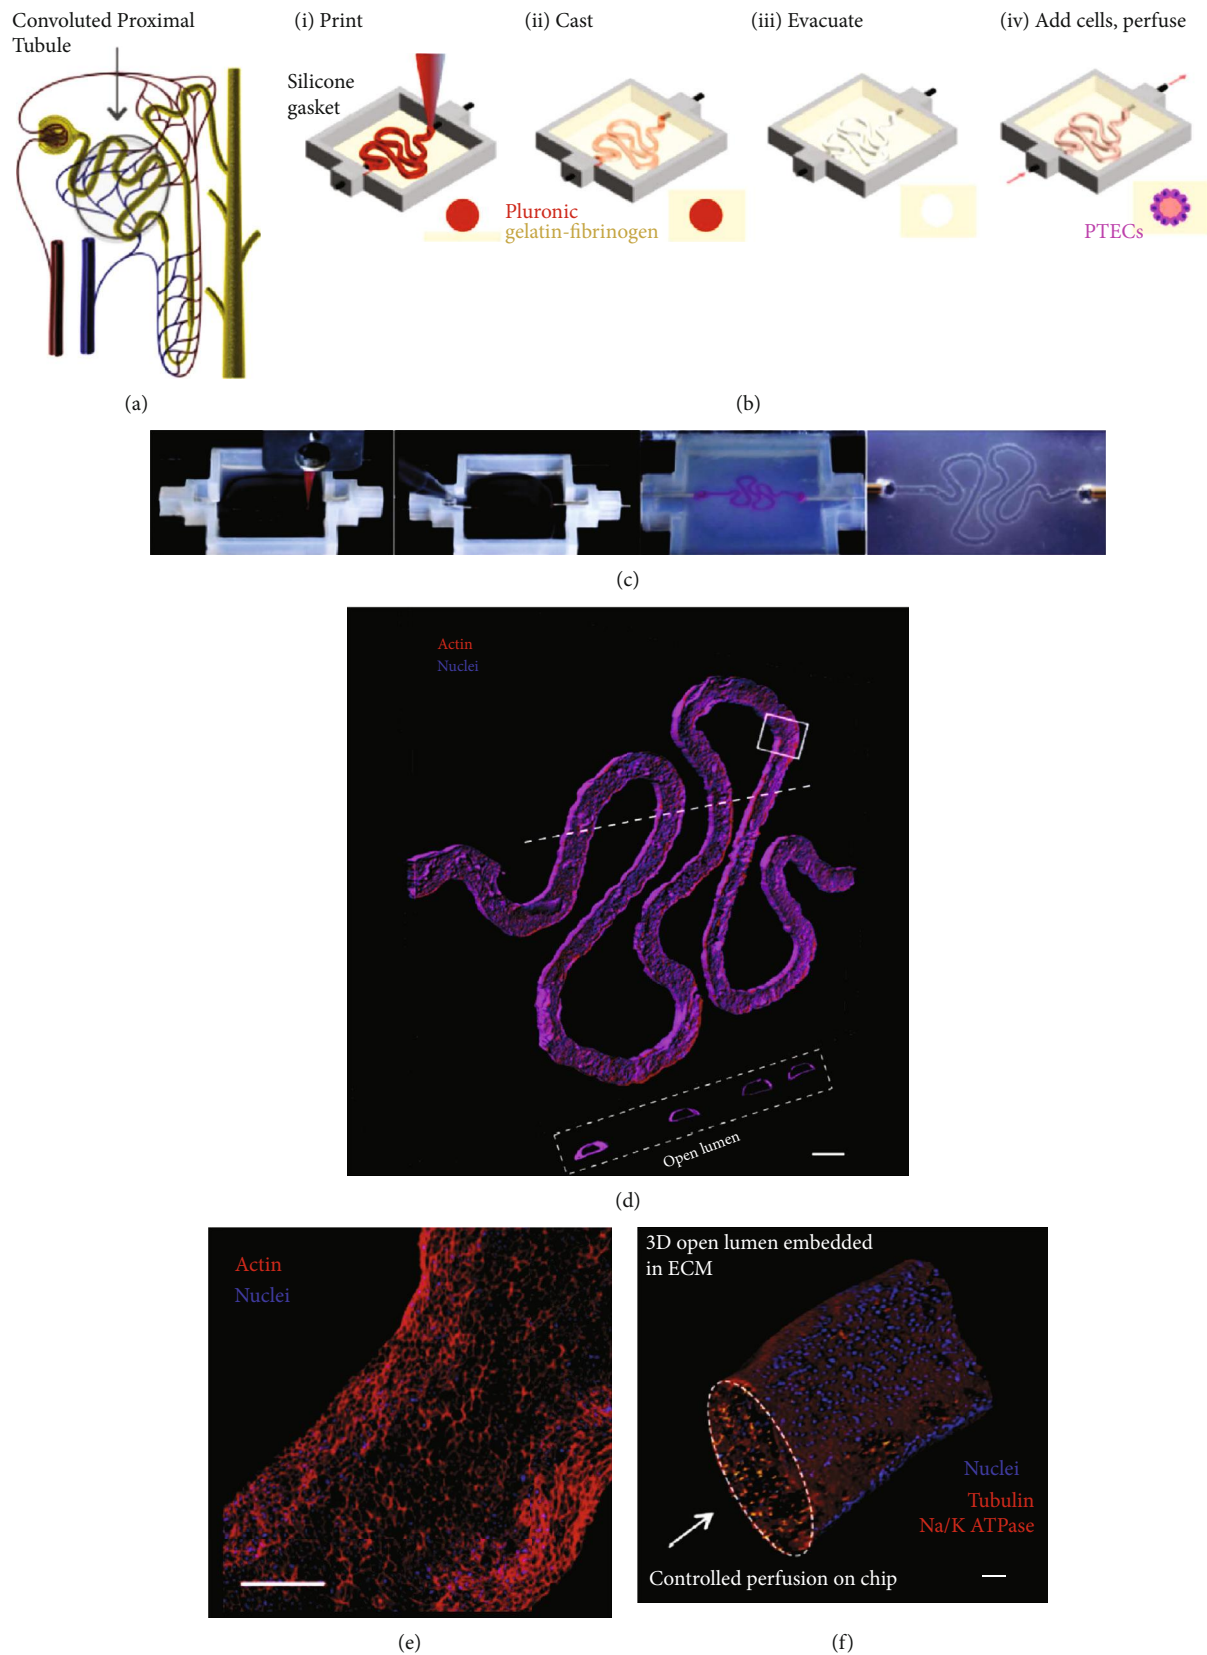 Convoluted Proximal
Tubule
(i) Print
(ii) Cast
(iii) Evacuate
(iv) Add cells, perfuse
Silicone
gasket
Pluronic
gelatin-fibrinogen
PTECs
(a)
(b)
(c)
Actin
Nuclei
Open lumen
(d)
Actin
Nuclei
3D open lumen embedded
in ECM
Nuclei
Tubulin
Na/K ATPase
Controlled perfusion on chip
(e)
(f)